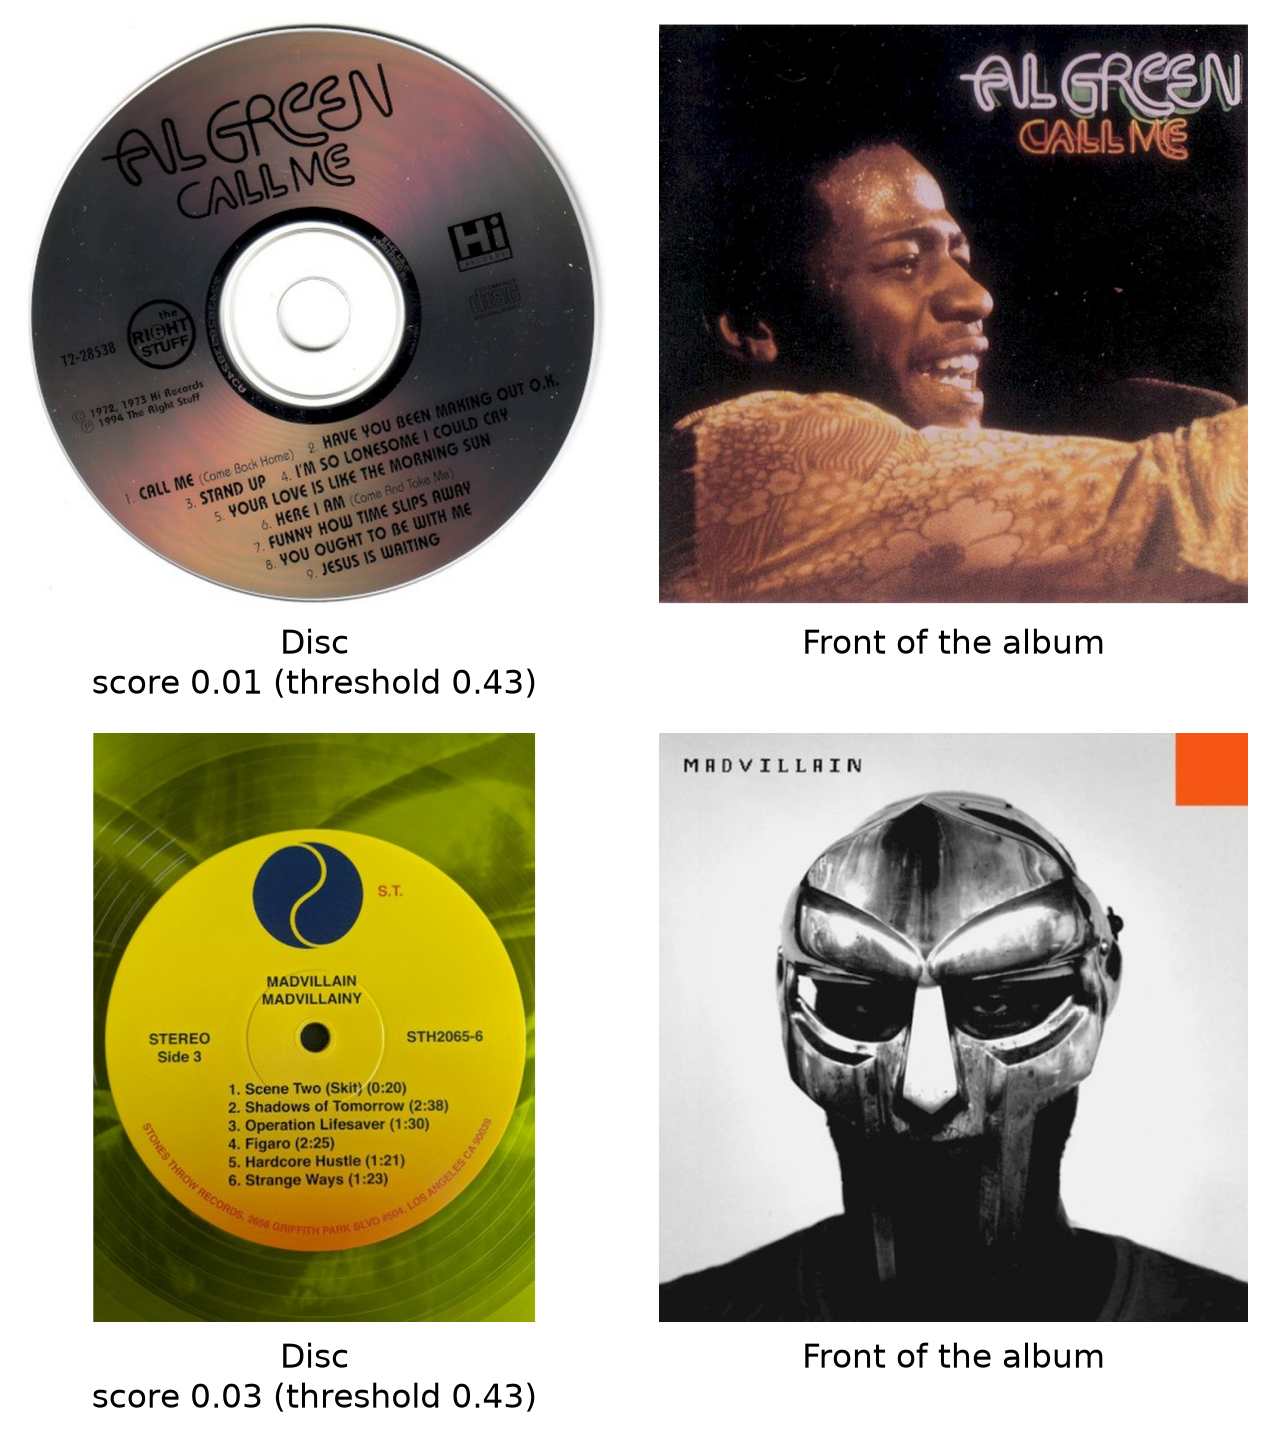 AL GREEN
CALL ME
Hi
RECORDS
the
RIGHT
STUFF
T2-28538
disc
© 1972, 1973 Hi Records
℗ 1994 The Right Stuff
1. CALL ME (Come Back Home) 2. HAVE YOU BEEN MAKING OUT O.K.
3. STAND UP 4. I'M SO LONESOME I COULD CRY
5. YOUR LOVE IS LIKE THE MORNING SUN
6. HERE I AM (Come And Take Me)
7. FUNNY HOW TIME SLIPS AWAY
8. YOU OUGHT TO BE WITH ME
9. JESUS IS WAITING
AL GREEN
CALL ME
Disc
score 0.01 (threshold 0.43)
Front of the album
S.T.
MADVILLAIN
MADVILLAINY
STEREO
Side 3
STH2065-6
1. Scene Two (Skit) (0:20)
2. Shadows of Tomorrow (2:38)
3. Operation Lifesaver (1:30)
4. Figaro (2:25)
5. Hardcore Hustle (1:21)
6. Strange Ways (1:23)
STONES THROW RECORDS, 2658 GRIFFITH PARK BLVD #504, LOS ANGELES CA 90039
MADVILLAIN
Disc
score 0.03 (threshold 0.43)
Front of the album